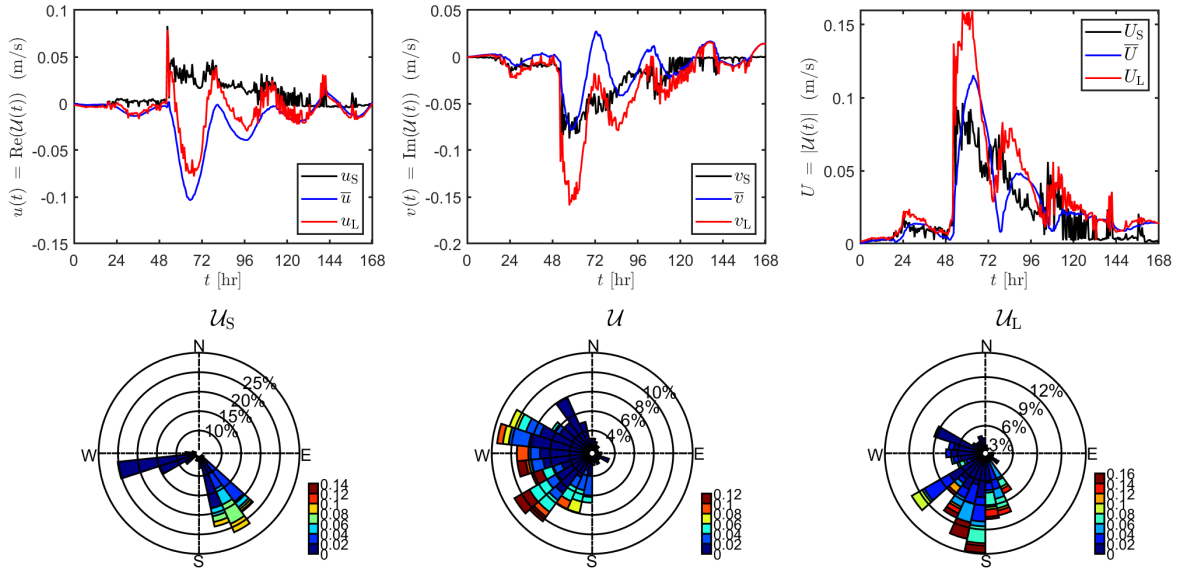 0.1
0.05
0
-0.05
-0.1
-0.15
u(t) = Re(𝒰(t)) (m/s)
u_S
u̅
u_L
0 24 48 72 96 120 144 168
t [hr]
0.05
0
-0.05
-0.1
-0.15
-0.2
v(t) = Im(𝒰(t)) (m/s)
v_S
v̅
v_L
0 24 48 72 96 120 144 168
t [hr]
0.15
0.1
0.05
0
U = |𝒰(t)| (m/s)
U_S
U̅
U_L
0 24 48 72 96 120 144 168
t [hr]
𝒰_S
N
25%
20%
15%
10%
W E
S
0.14
0.12
0.1
0.08
0.06
0.04
0.02
0
𝒰
N
10%
8%
6%
4%
W E
S
0.12
0.1
0.08
0.06
0.04
0.02
0
𝒰_L
N
12%
9%
6%
3%
W E
S
0.16
0.14
0.12
0.1
0.08
0.06
0.04
0.02
0